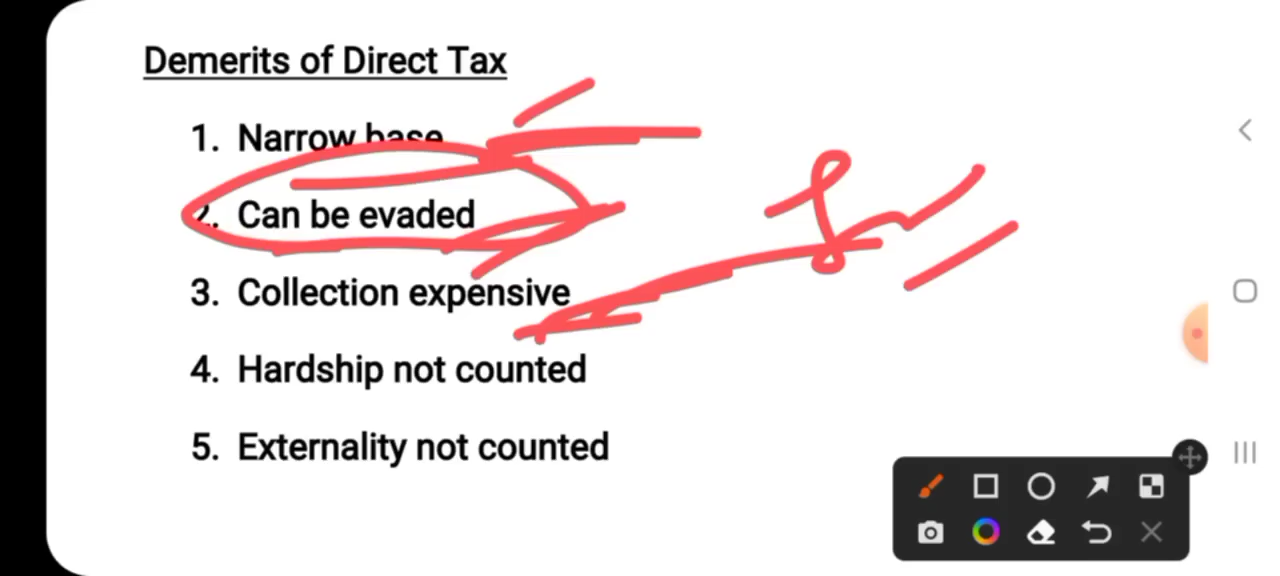 Demerits of Direct Tax
1. Narrow base
2. Can be evaded
3. Collection expensive
4. Hardship not counted
5. Externality not counted